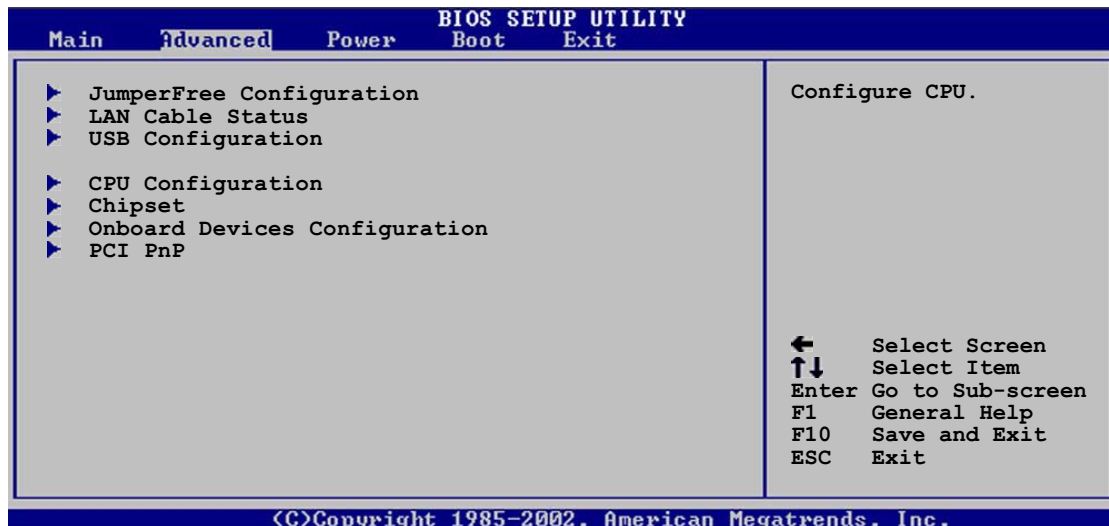 BIOS SETUP UTILITY
Main Advanced Power Boot Exit
JumperFree Configuration
LAN Cable Status
USB Configuration
CPU Configuration
Chipset
Onboard Devices Configuration
PCI PnP
Configure CPU.
← Select Screen
↑↓ Select Item
Enter Go to Sub-screen
F1 General Help
F10 Save and Exit
ESC Exit
(C)Copyright 1985-2002, American Megatrends, Inc.